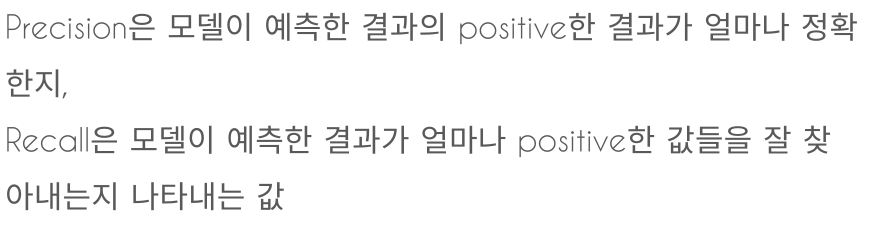 Precision은 모델이 예측한 결과의 positive한 결과가 얼마나 정확
한지,
Recall은 모델이 예측한 결과가 얼마나 positive한 값들을 잘 찾
아내는지 나타내는 값